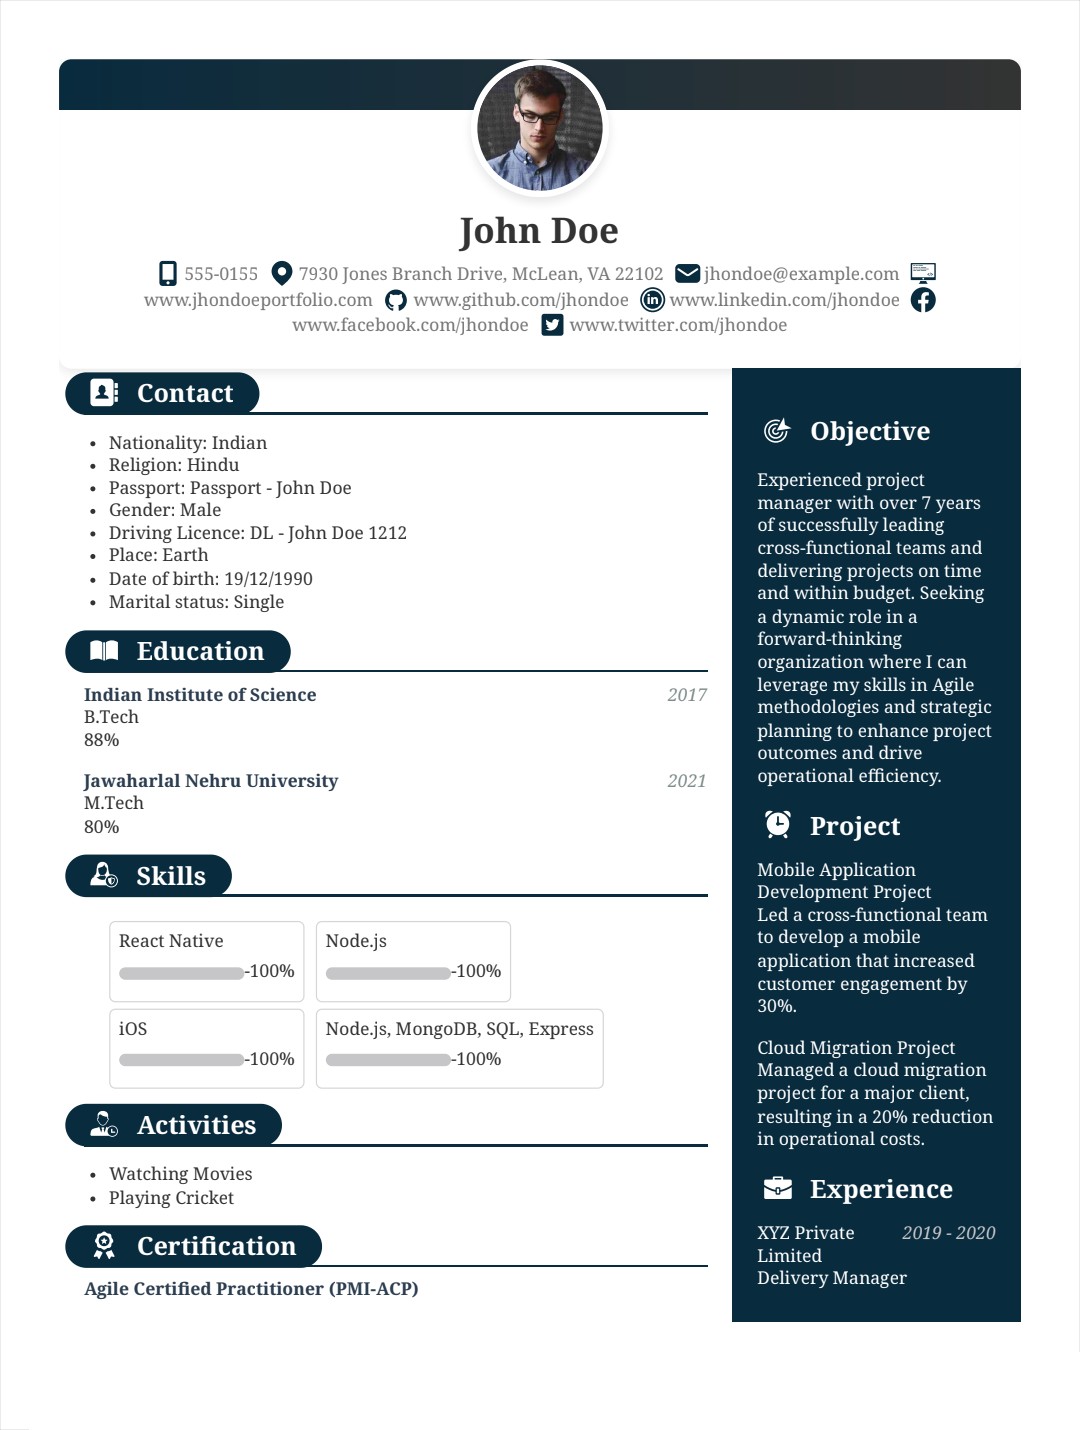 John Doe
555-0155 7930 Jones Branch Drive, McLean, VA 22102 jhondoe@example.com
www.jhondoeportfolio.com www.github.com/jhondoe www.linkedin.com/jhondoe
www.facebook.com/jhondoe www.twitter.com/jhondoe
Contact
• Nationality: Indian
• Religion: Hindu
• Passport: Passport - John Doe
• Gender: Male
• Driving Licence: DL - John Doe 1212
• Place: Earth
• Date of birth: 19/12/1990
• Marital status: Single
Education
Indian Institute of Science 2017
B.Tech
88%
Jawaharlal Nehru University 2021
M.Tech
80%
Skills
React Native
-100%
Node.js
-100%
iOS
-100%
Node.js, MongoDB, SQL, Express
-100%
Activities
• Watching Movies
• Playing Cricket
Certification
Agile Certified Practitioner (PMI-ACP)
Objective
Experienced project
manager with over 7 years
of successfully leading
cross-functional teams and
delivering projects on time
and within budget. Seeking
a dynamic role in a
forward-thinking
organization where I can
leverage my skills in Agile
methodologies and strategic
planning to enhance project
outcomes and drive
operational efficiency.
Project
Mobile Application
Development Project
Led a cross-functional team
to develop a mobile
application that increased
customer engagement by
30%.
Cloud Migration Project
Managed a cloud migration
project for a major client,
resulting in a 20% reduction
in operational costs.
Experience
XYZ Private 2019 - 2020
Limited
Delivery Manager